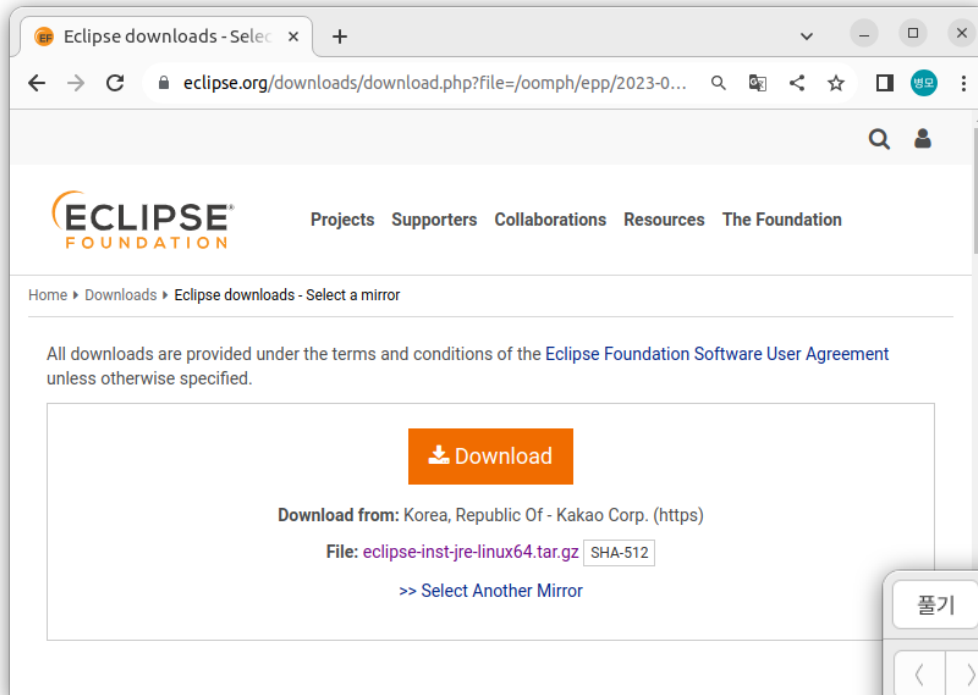 Eclipse downloads - Selec
eclipse.org/downloads/download.php?file=/oomph/epp/2023-0...
병모
ECLIPSE®
FOUNDATION
Projects Supporters Collaborations Resources The Foundation
Home Downloads Eclipse downloads - Select a mirror
All downloads are provided under the terms and conditions of the Eclipse Foundation Software User Agreement
unless otherwise specified.
Download
Download from: Korea, Republic Of - Kakao Corp. (https)
File: eclipse-inst-jre-linux64.tar.gz SHA-512
>> Select Another Mirror
풀기